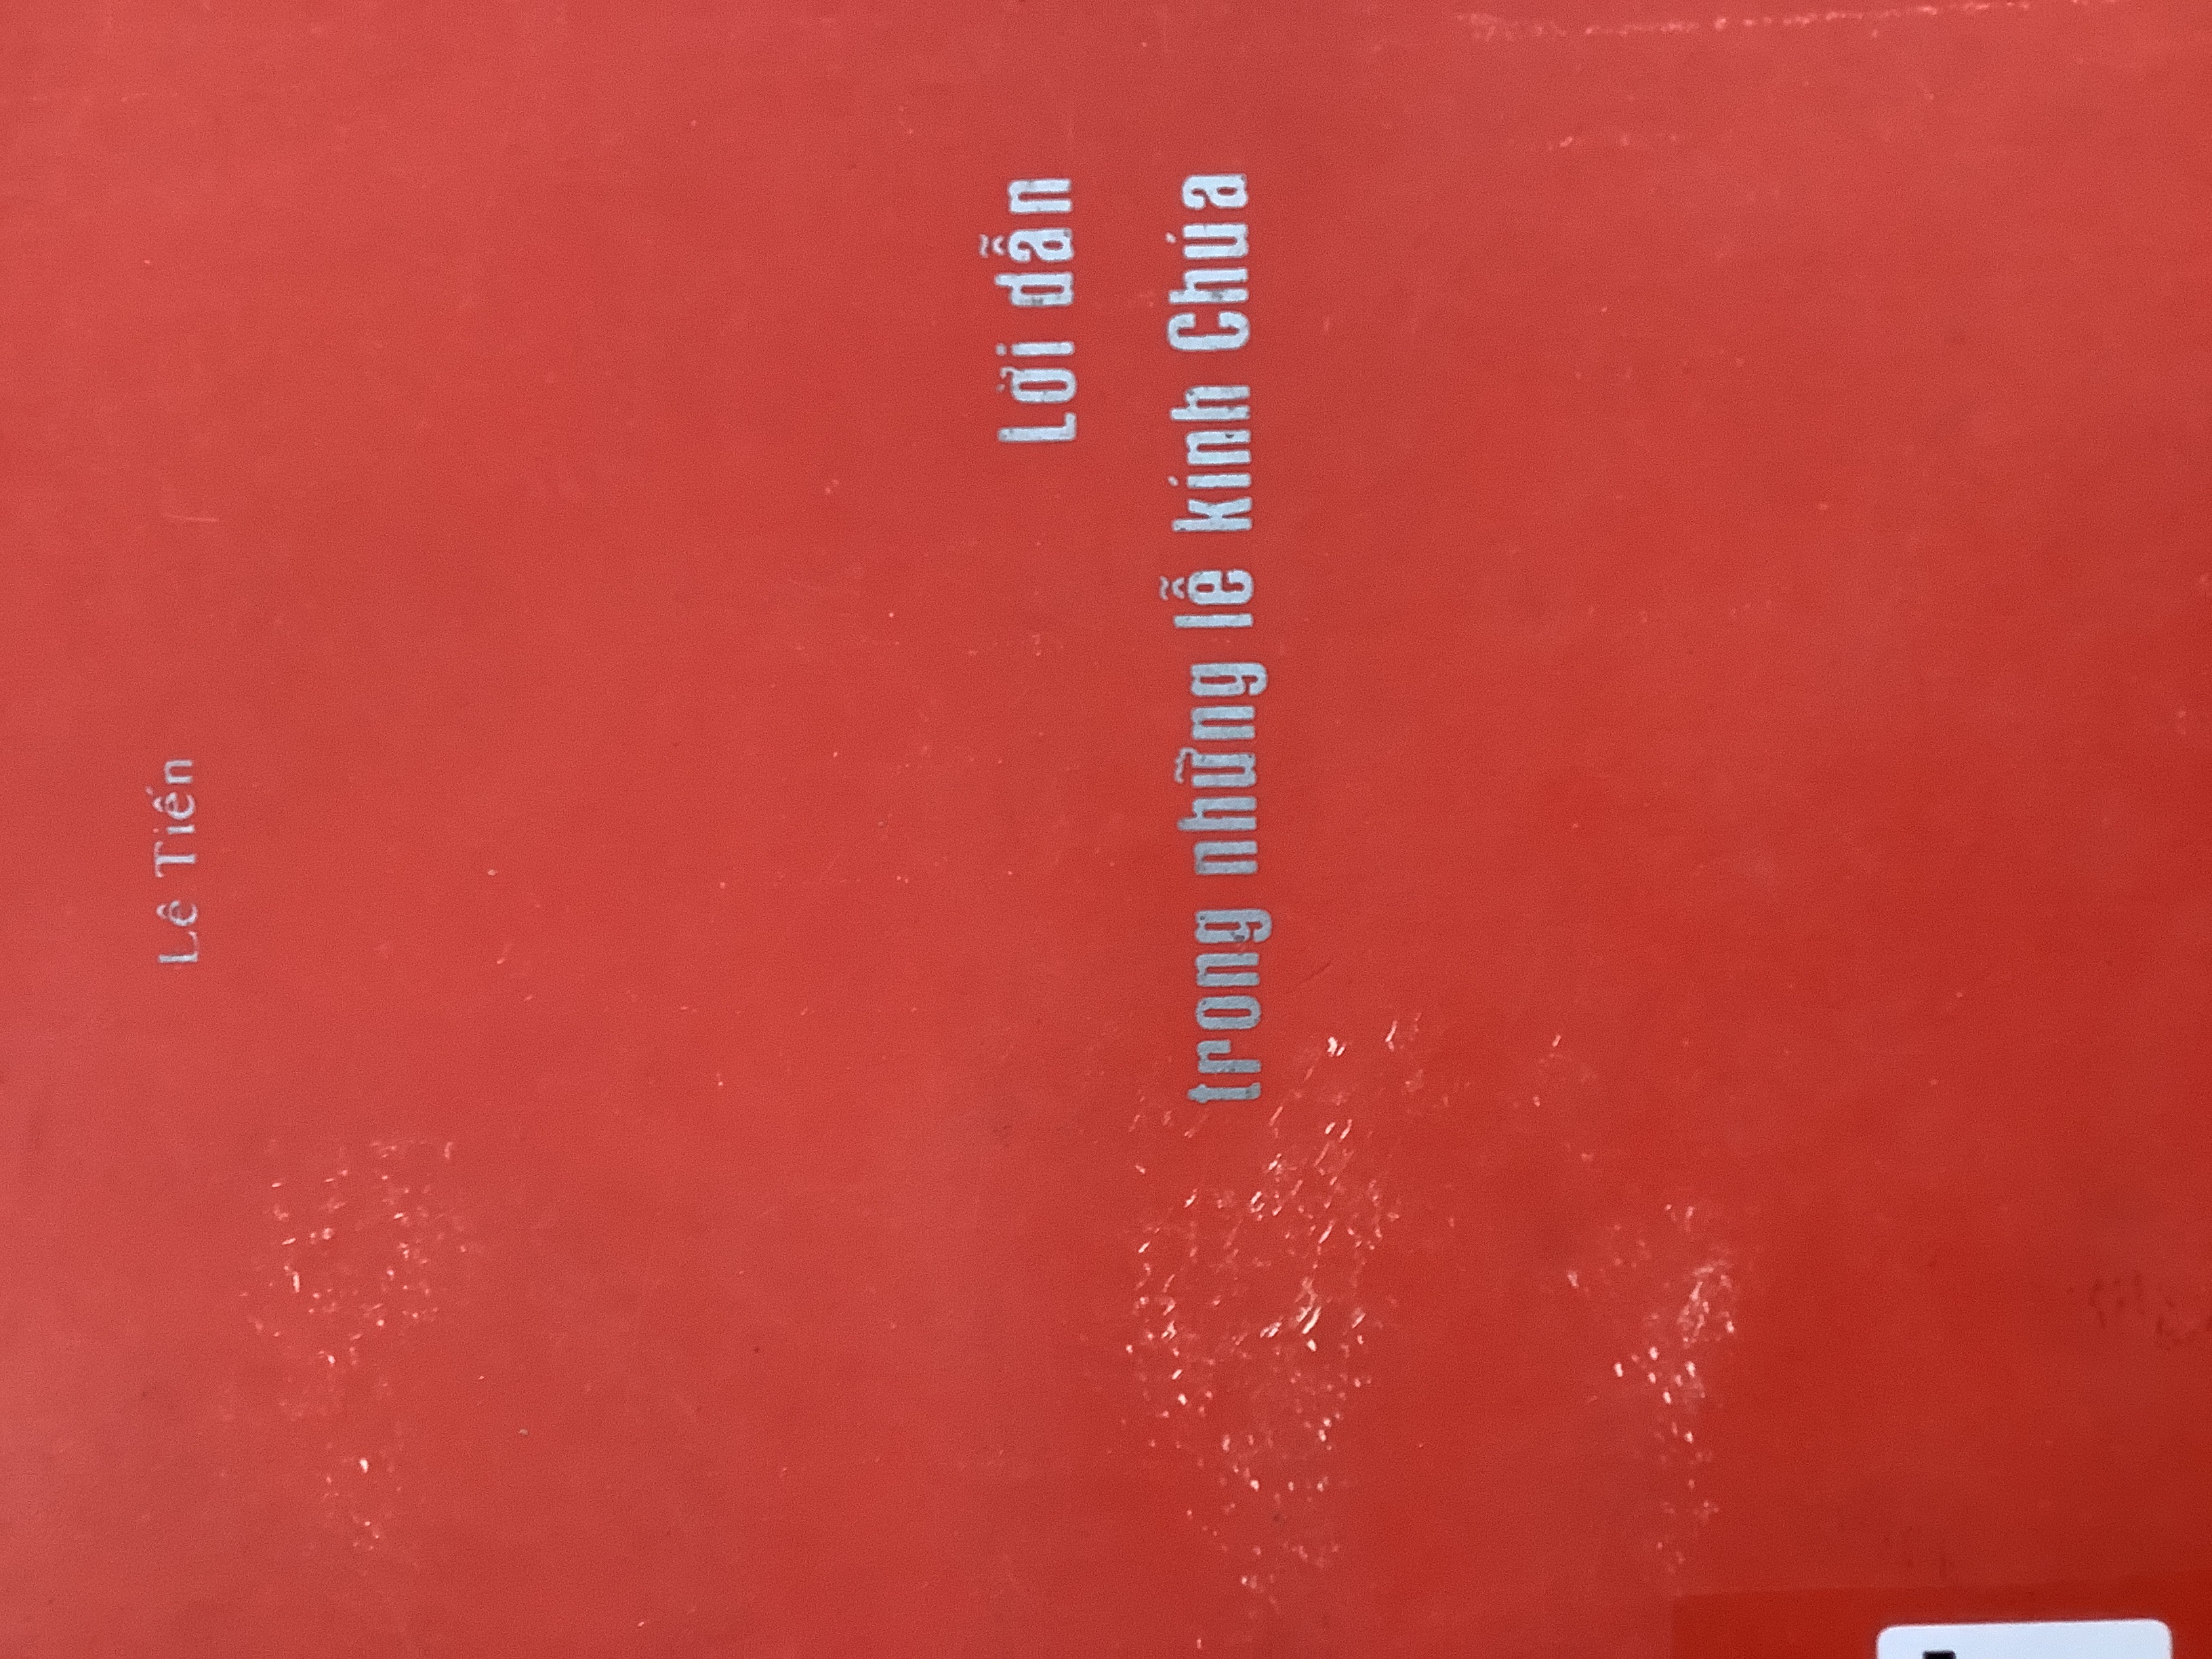 Lê Tiến
Lời dẫn
trong những lễ kính Chúa